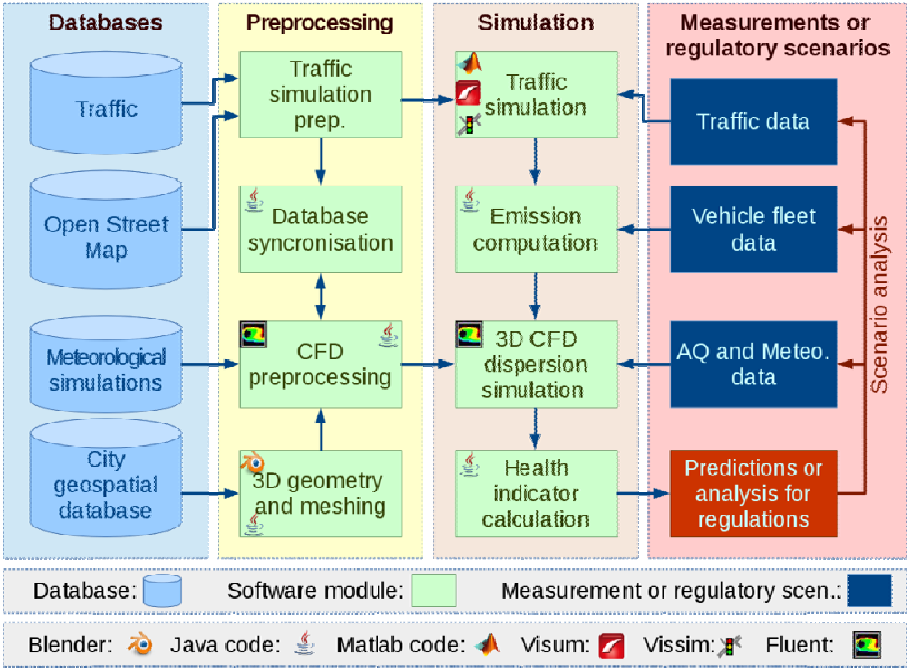 Databases
Preprocessing
Simulation
Measurements or
regulatory scenarios
Traffic
Open Street
Map
Meteorological
simulations
City
geospatial
database
Traffic
simulation
prep.
Database
syncronisation
CFD
preprocessing
3D geometry
and meshing
Traffic
simulation
Emission
computation
3D CFD
dispersion
simulation
Health
indicator
calculation
Traffic data
Vehicle fleet
data
AQ and Meteo.
data
Predictions or
analysis for
regulations
Scenario analysis
Database:
Software module:
Measurement or regulatory scen.:
Blender:
Java code:
Matlab code:
Visum:
Vissim:
Fluent: